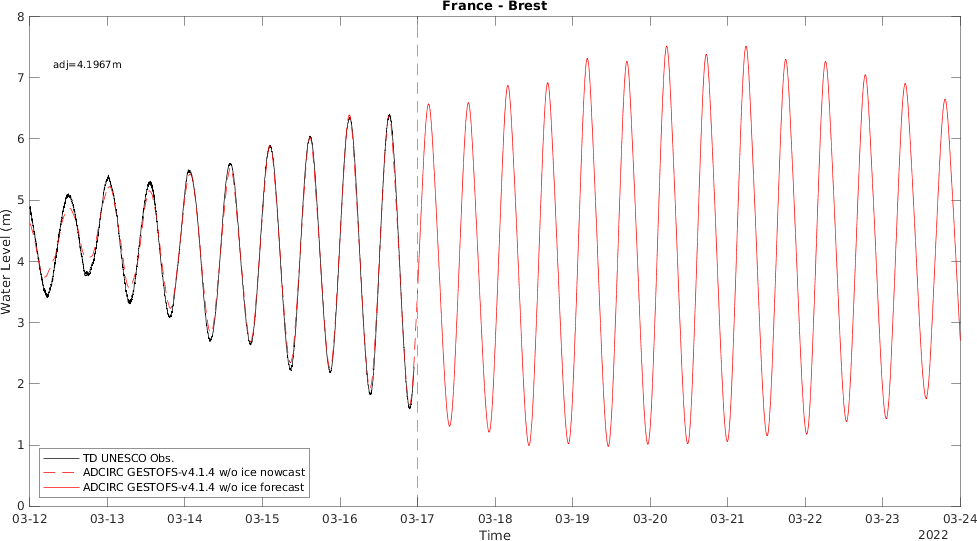 France - Brest
adj=4.1967m
Water Level (m)
8
7
6
5
4
3
2
1
0
TD UNESCO Obs.
ADCIRC GESTOFS-v4.1.4 w/o ice nowcast
ADCIRC GESTOFS-v4.1.4 w/o ice forecast
03-12 03-13 03-14 03-15 03-16 03-17 03-18 03-19 03-20 03-21 03-22 03-23 03-24
Time
2022